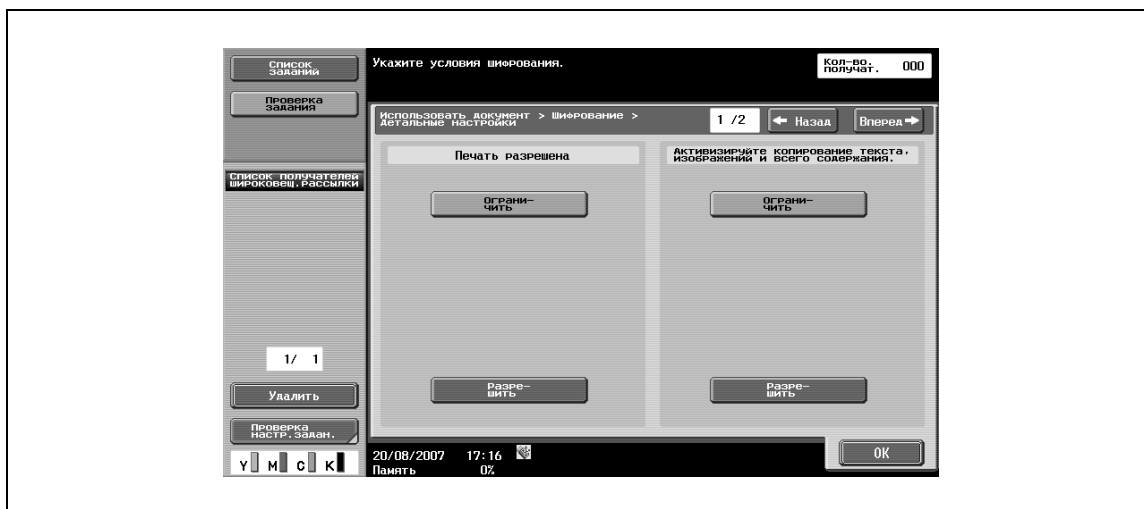 Список
заданий
Проверка
задания
Список получателей
широковещ.рассылки
1/ 1
Удалить
Проверка
настр.задан.
Y M C K
Укажите условия шифрования.
Кол-во.
получат. 000
Использовать документ > Шифрование >
детальные настройки
1 /2
Назад
Вперед
Печать разрешена
Ограни-
чить
Разре-
шить
Активизируйте копирование текста,
изображений и всего содержания.
Ограни-
чить
Разре-
шить
20/08/2007 17:16
Память 0%
OK